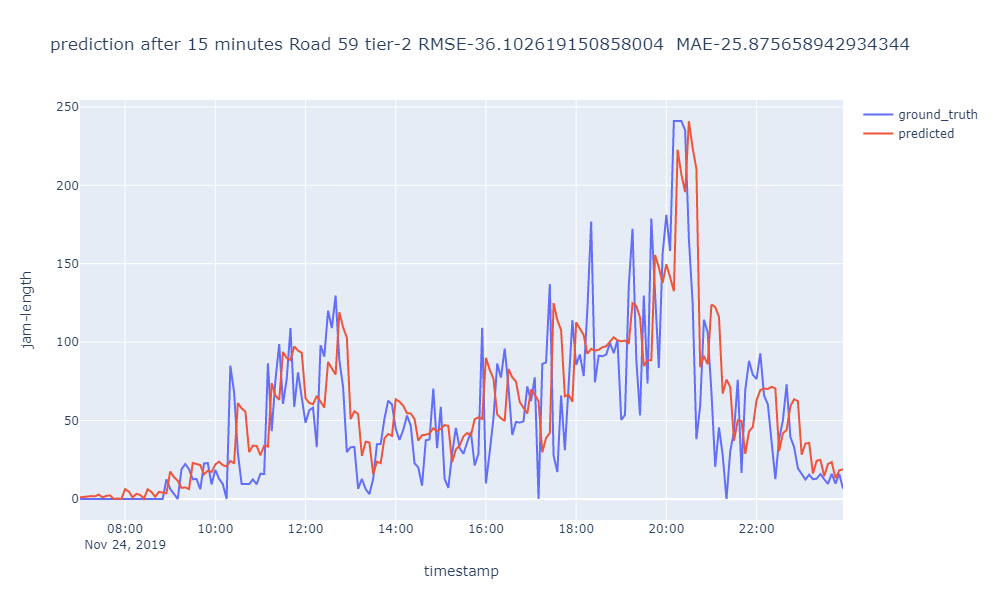 prediction after 15 minutes Road 59 tier-2 RMSE-36.102619150858004  MAE-25.875658942934344
ground_truth
predicted
250
200
150
100
50
0
jam-length
08:00 10:00 12:00 14:00 16:00 18:00 20:00 22:00
Nov 24, 2019
timestamp